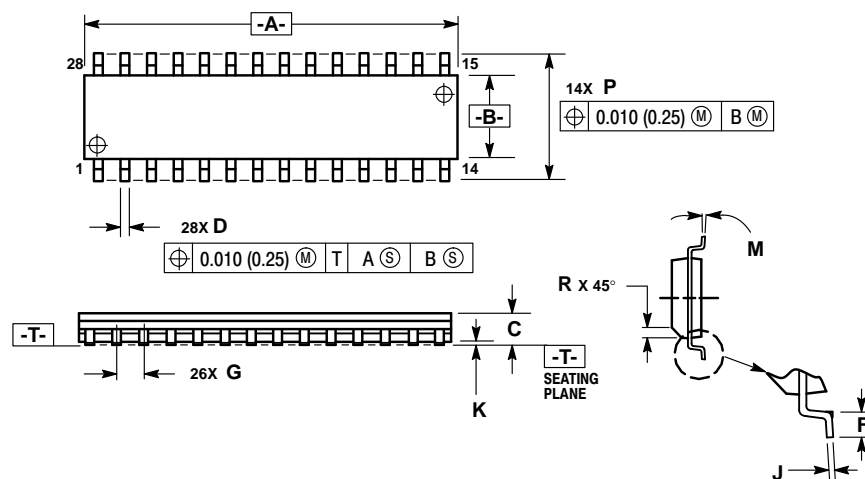 -A-
28
15
14X P
⌖ 0.010 (0.25) Ⓜ B Ⓜ
-B-
1
14
28X D
⌖ 0.010 (0.25) Ⓜ T A Ⓢ B Ⓢ
M
R X 45°
C
-T-
26X G
K
-T-
SEATING
PLANE
F
J